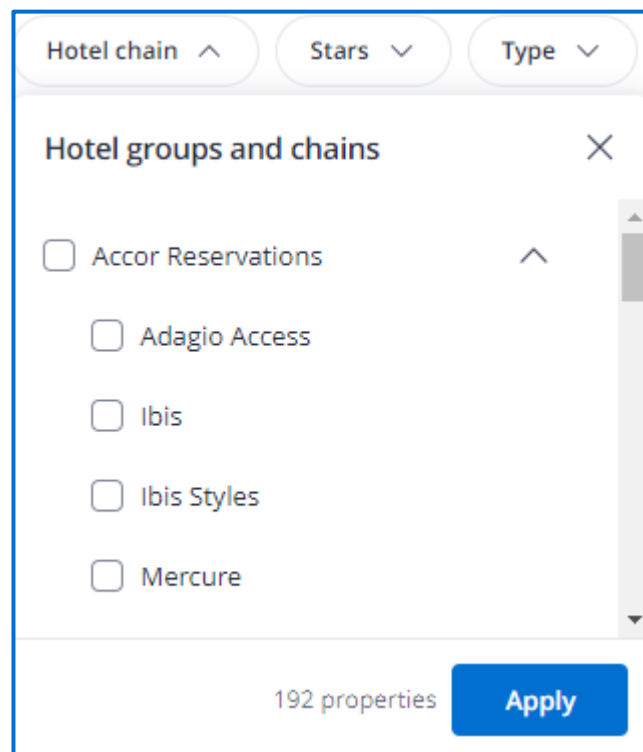 Hotel chain Stars Type
Hotel groups and chains
Accor Reservations
Adagio Access
Ibis
Ibis Styles
Mercure
192 properties Apply